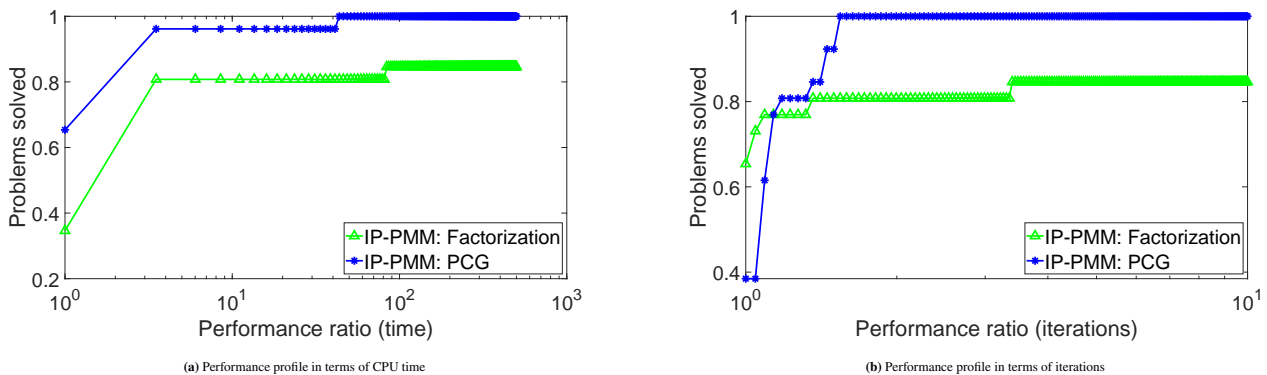 1
0.8
0.6
0.4
0.2
Problems solved
10^0
10^1
10^2
10^3
Performance ratio (time)
IP-PMM: Factorization
IP-PMM: PCG
(a) Performance profile in terms of CPU time
1
0.8
0.6
0.4
Problems solved
10^0
10^1
Performance ratio (iterations)
IP-PMM: Factorization
IP-PMM: PCG
(b) Performance profile in terms of iterations